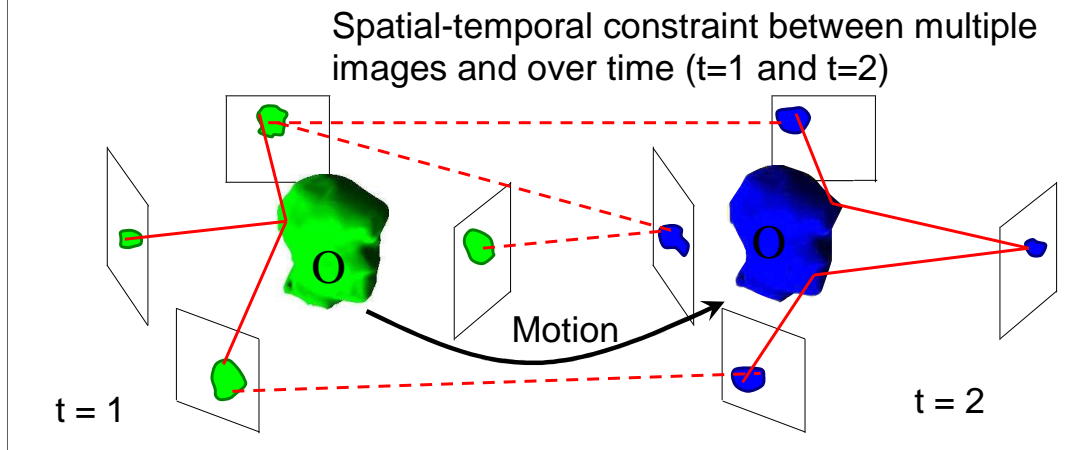 Spatial-temporal constraint between multiple
images and over time (t=1 and t=2)
O
O
Motion
t = 1
t = 2